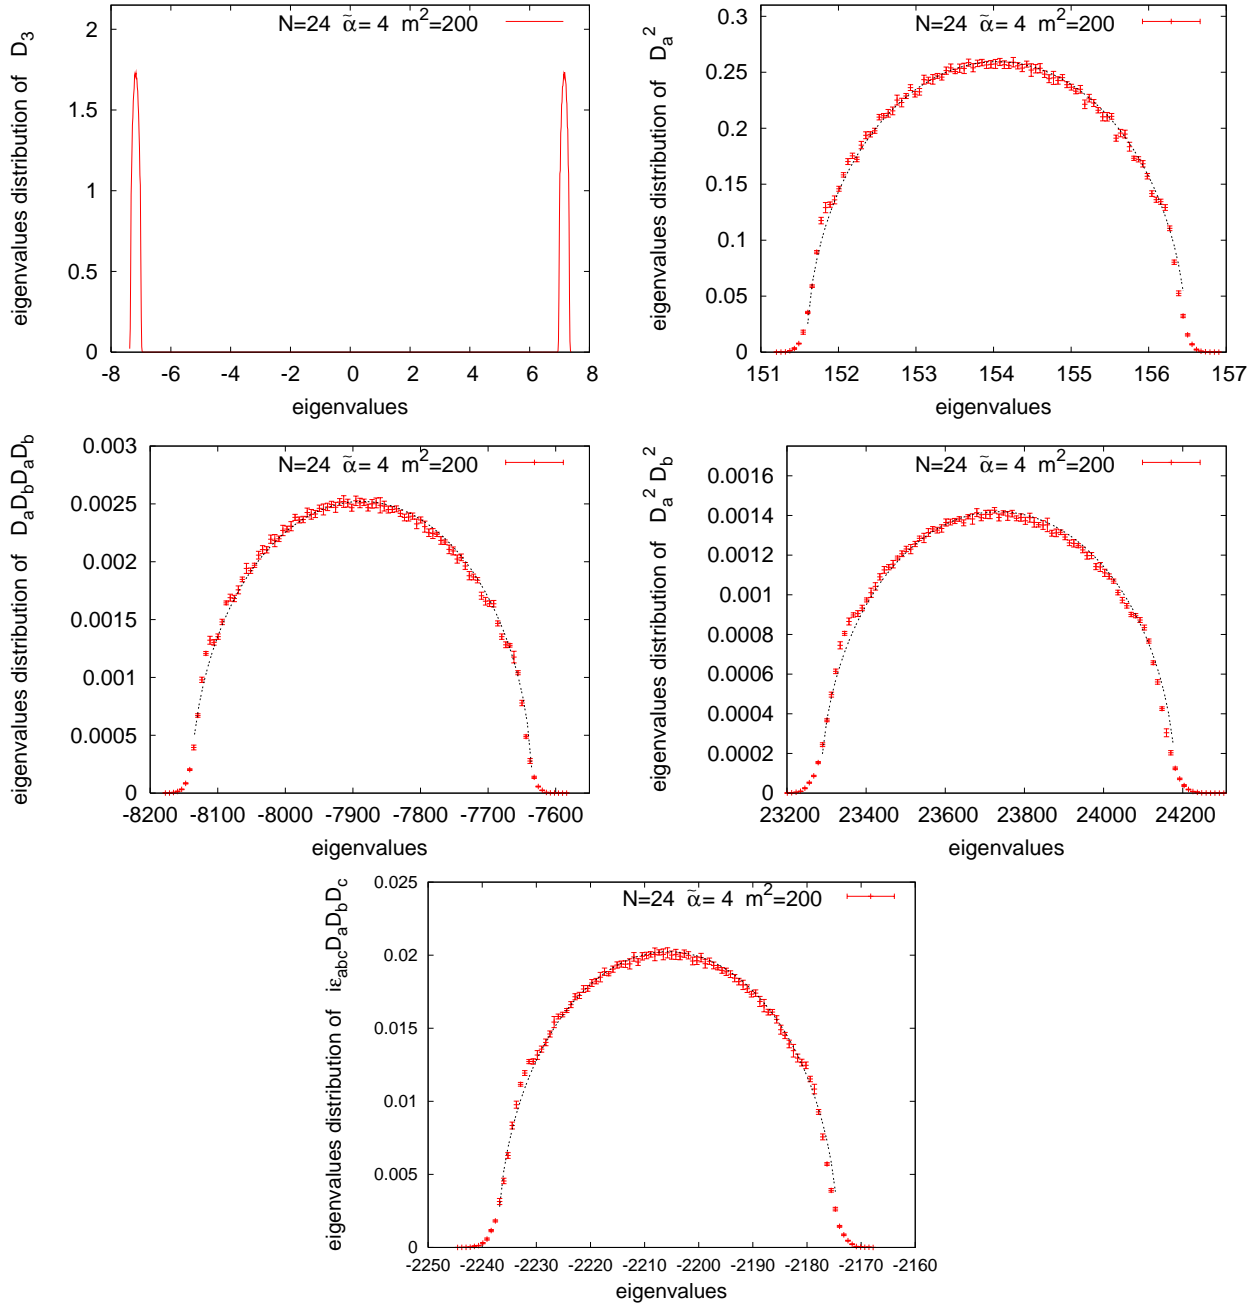 N=24 α̃= 4 m²=200
eigenvalues distribution of D₃
2
1.5
1
0.5
0
-8 -6 -4 -2 0 2 4 6 8
eigenvalues
N=24 α̃= 4 m²=200
eigenvalues distribution of Dₐ²
0.3
0.25
0.2
0.15
0.1
0.05
0
151 152 153 154 155 156 157
eigenvalues
N=24 α̃= 4 m²=200
eigenvalues distribution of DₐD_bDₐD_b
0.003
0.0025
0.002
0.0015
0.001
0.0005
0
-8200 -8100 -8000 -7900 -7800 -7700 -7600
eigenvalues
N=24 α̃= 4 m²=200
eigenvalues distribution of Dₐ² D_b²
0.0016
0.0014
0.0012
0.001
0.0008
0.0006
0.0004
0.0002
0
23200 23400 23600 23800 24000 24200
eigenvalues
N=24 α̃= 4 m²=200
eigenvalues distribution of iε_abcDₐD_bD_c
0.025
0.02
0.015
0.01
0.005
0
-2250 -2240 -2230 -2220 -2210 -2200 -2190 -2180 -2170 -2160
eigenvalues